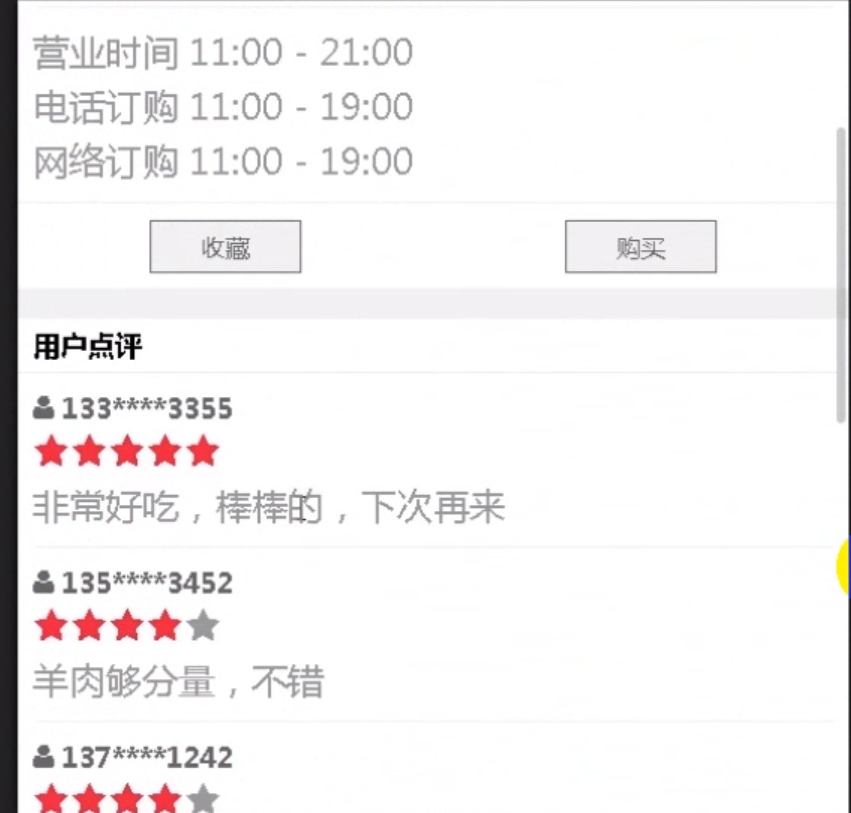 营业时间 11:00 - 21:00
电话订购 11:00 - 19:00
网络订购 11:00 - 19:00
收藏 购买
用户点评
133****3355
非常好吃，棒棒的，下次再来
135****3452
羊肉够分量，不错
137****1242